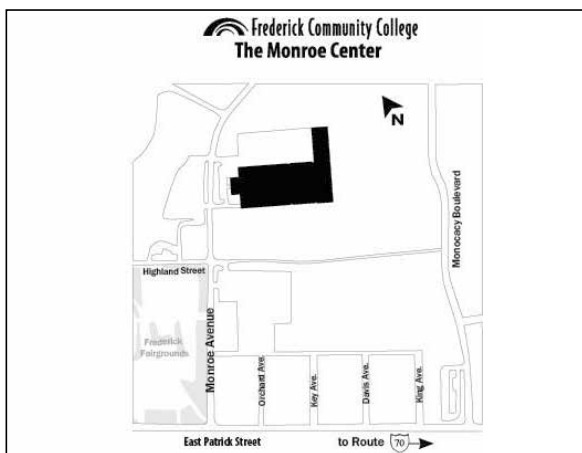 Frederick Community College
The Monroe Center
N
Monocacy Boulevard
Highland Street
Monroe Avenue
Frederick
Fairgrounds
Orchard Ave.
Key Ave.
Davis Ave.
King Ave.
East Patrick Street
to Route 70